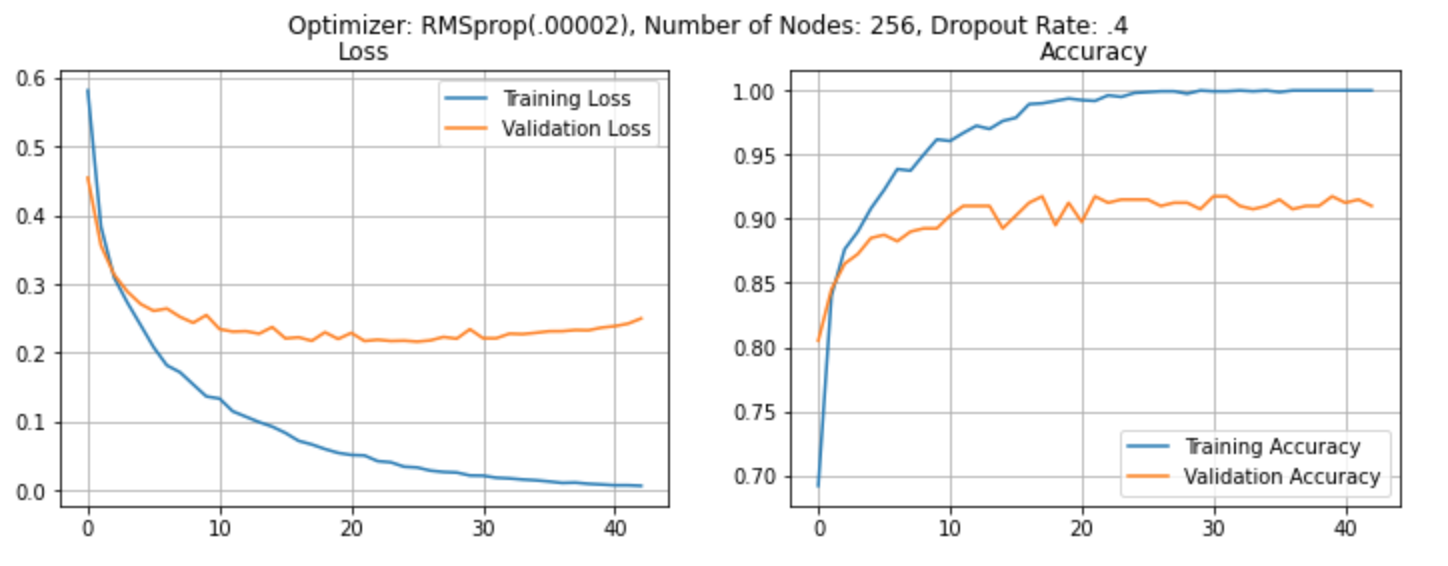 Optimizer: RMSprop(.00002), Number of Nodes: 256, Dropout Rate: .4
Loss
0.6
0.5
0.4
0.3
0.2
0.1
0.0
0 10 20 30 40
Training Loss
Validation Loss
Accuracy
1.00
0.95
0.90
0.85
0.80
0.75
0.70
0 10 20 30 40
Training Accuracy
Validation Accuracy